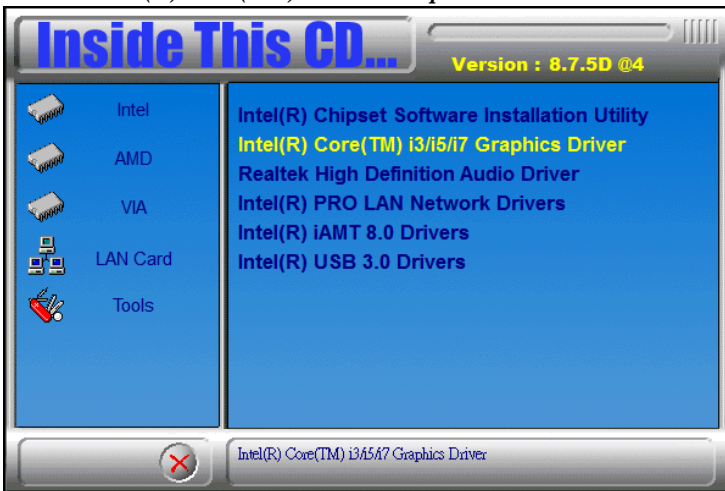 Inside This CD...
Version : 8.7.5D @4
Intel
AMD
VIA
LAN Card
Tools
Intel(R) Chipset Software Installation Utility
Intel(R) Core(TM) i3/i5/i7 Graphics Driver
Realtek High Definition Audio Driver
Intel(R) PRO LAN Network Drivers
Intel(R) iAMT 8.0 Drivers
Intel(R) USB 3.0 Drivers
Intel(R) Core(TM) i3/i5/i7 Graphics Driver